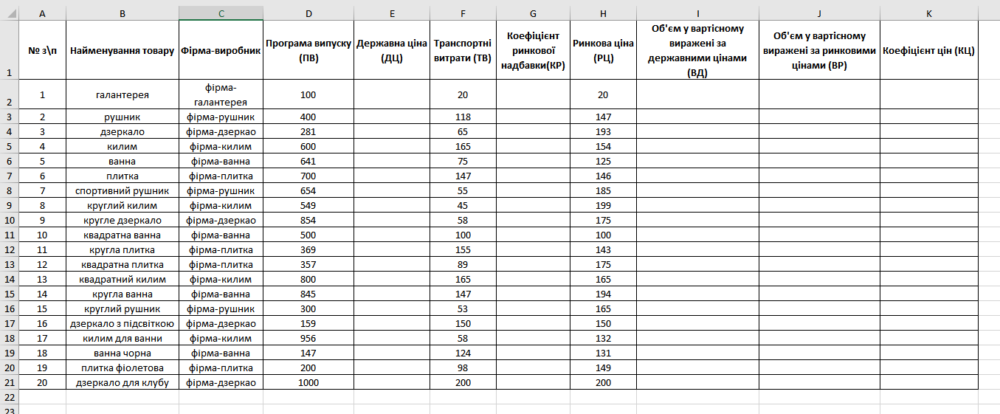 A B C D E F G H I J K
1 № з\п Найменування товару Фірма-виробник Програма випуску (ПВ) Державна ціна (ДЦ) Транспортні витрати (ТВ) Коефіцієнт ринкової надбавки(КР) Ринкова ціна (РЦ) Об'єм у вартісному виражені за державними цінами (ВД) Об'єм у вартісному виражені за ринковими цінами (ВР) Коефіцієнт цін (КЦ)
2 1 галантерея фірма-галантерея 100 20 20
3 2 рушник фірма-рушник 400 118 147
4 3 дзеркало фірма-дзеркао 281 65 193
5 4 килим фірма-килим 600 165 154
6 5 ванна фірма-ванна 641 75 125
7 6 плитка фірма-плитка 700 147 146
8 7 спортивний рушник фірма-рушник 654 55 185
9 8 круглий килим фірма-килим 549 45 199
10 9 кругле дзеркало фірма-дзеркао 854 58 175
11 10 квадратна ванна фірма-ванна 500 100 100
12 11 кругла плитка фірма-плитка 369 155 143
13 12 квадратна плитка фірма-плитка 357 89 175
14 13 квадратний килим фірма-килим 800 165 165
15 14 кругла ванна фірма-ванна 845 147 194
16 15 круглий рушник фірма-рушник 300 53 165
17 16 дзеркало з підсвіткою фірма-дзеркао 159 150 150
18 17 килим для ванни фірма-килим 956 58 132
19 18 ванна чорна фірма-ванна 147 124 131
20 19 плитка фіолетова фірма-плитка 200 98 149
21 20 дзеркало для клубу фірма-дзеркао 1000 200 200
22
23